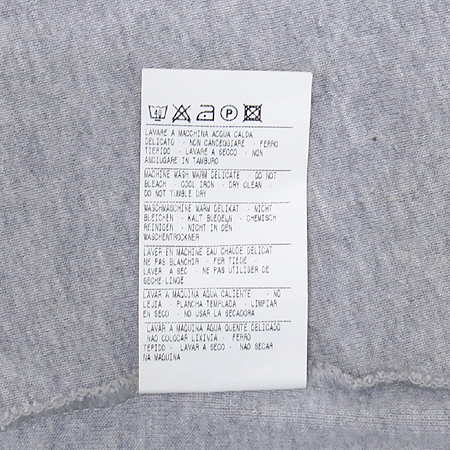 LAVARE A MACCHINA ACQUA CALDA
DELICATO - NON CANDEGGIARE - FERRO
TIEPIDO - LAVARE A SECCO - NON
ASCIUGARE IN TAMBURO
MACHINE WASH WARM DELICATE - DO NOT
BLEACH - COOL IRON - DRY CLEAN -
DO NOT TUMBLE DRY
WASCHMASCHINE WARM DELIKAT - NICHT
BLEICHEN - KALT BUEGELN - CHEMISCH
REINIGEN - NICHT IN DEN
WASCHENTROCKNER
LAVER EN MACHINE EAU CHAUDE DELICAT
NE PAS BLANCHIR - FER TIEDE -
LAVER A SEC - NE PAS UTILISER DE
SECHE-LINGE
LAVAR A MAQUINA AGUA CALIENTE - NO
LEJIA - PLANCHA TEMPLADA - LIMPIAR
EN SECO - NO USAR LA SECADORA
LAVAR A MAQUINA AGUA QUENTE DELICADO
NAO COLOCAR LIXIVIA - FERRO
TEPIDO - LAVAR A SECO - NAO SECAR
NA MAQUINA